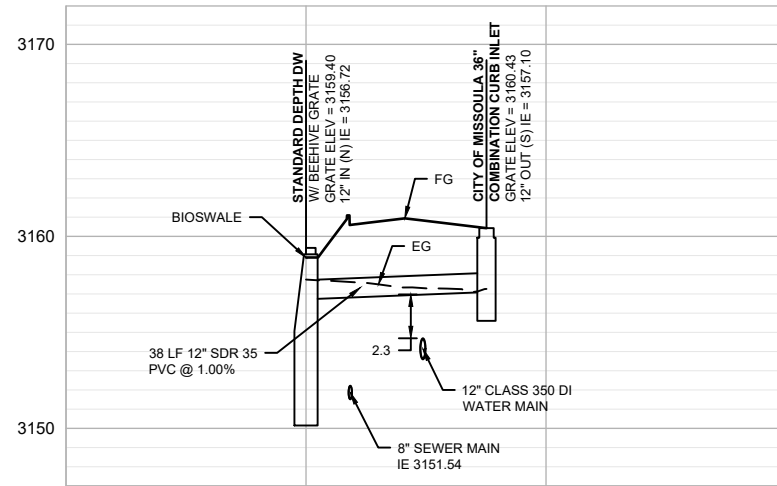 3170
3160
3150
STANDARD DEPTH DW
W/ BEEHIVE GRATE
GRATE ELEV = 3159.40
12" IN (N) IE = 3156.72
CITY OF MISSOULA 36"
COMBINATION CURB INLET
GRATE ELEV = 3160.43
12" OUT (S) IE = 3157.10
FG
BIOSWALE
EG
38 LF 12" SDR 35
PVC @ 1.00%
2.3
12" CLASS 350 DI
WATER MAIN
8" SEWER MAIN
IE 3151.54